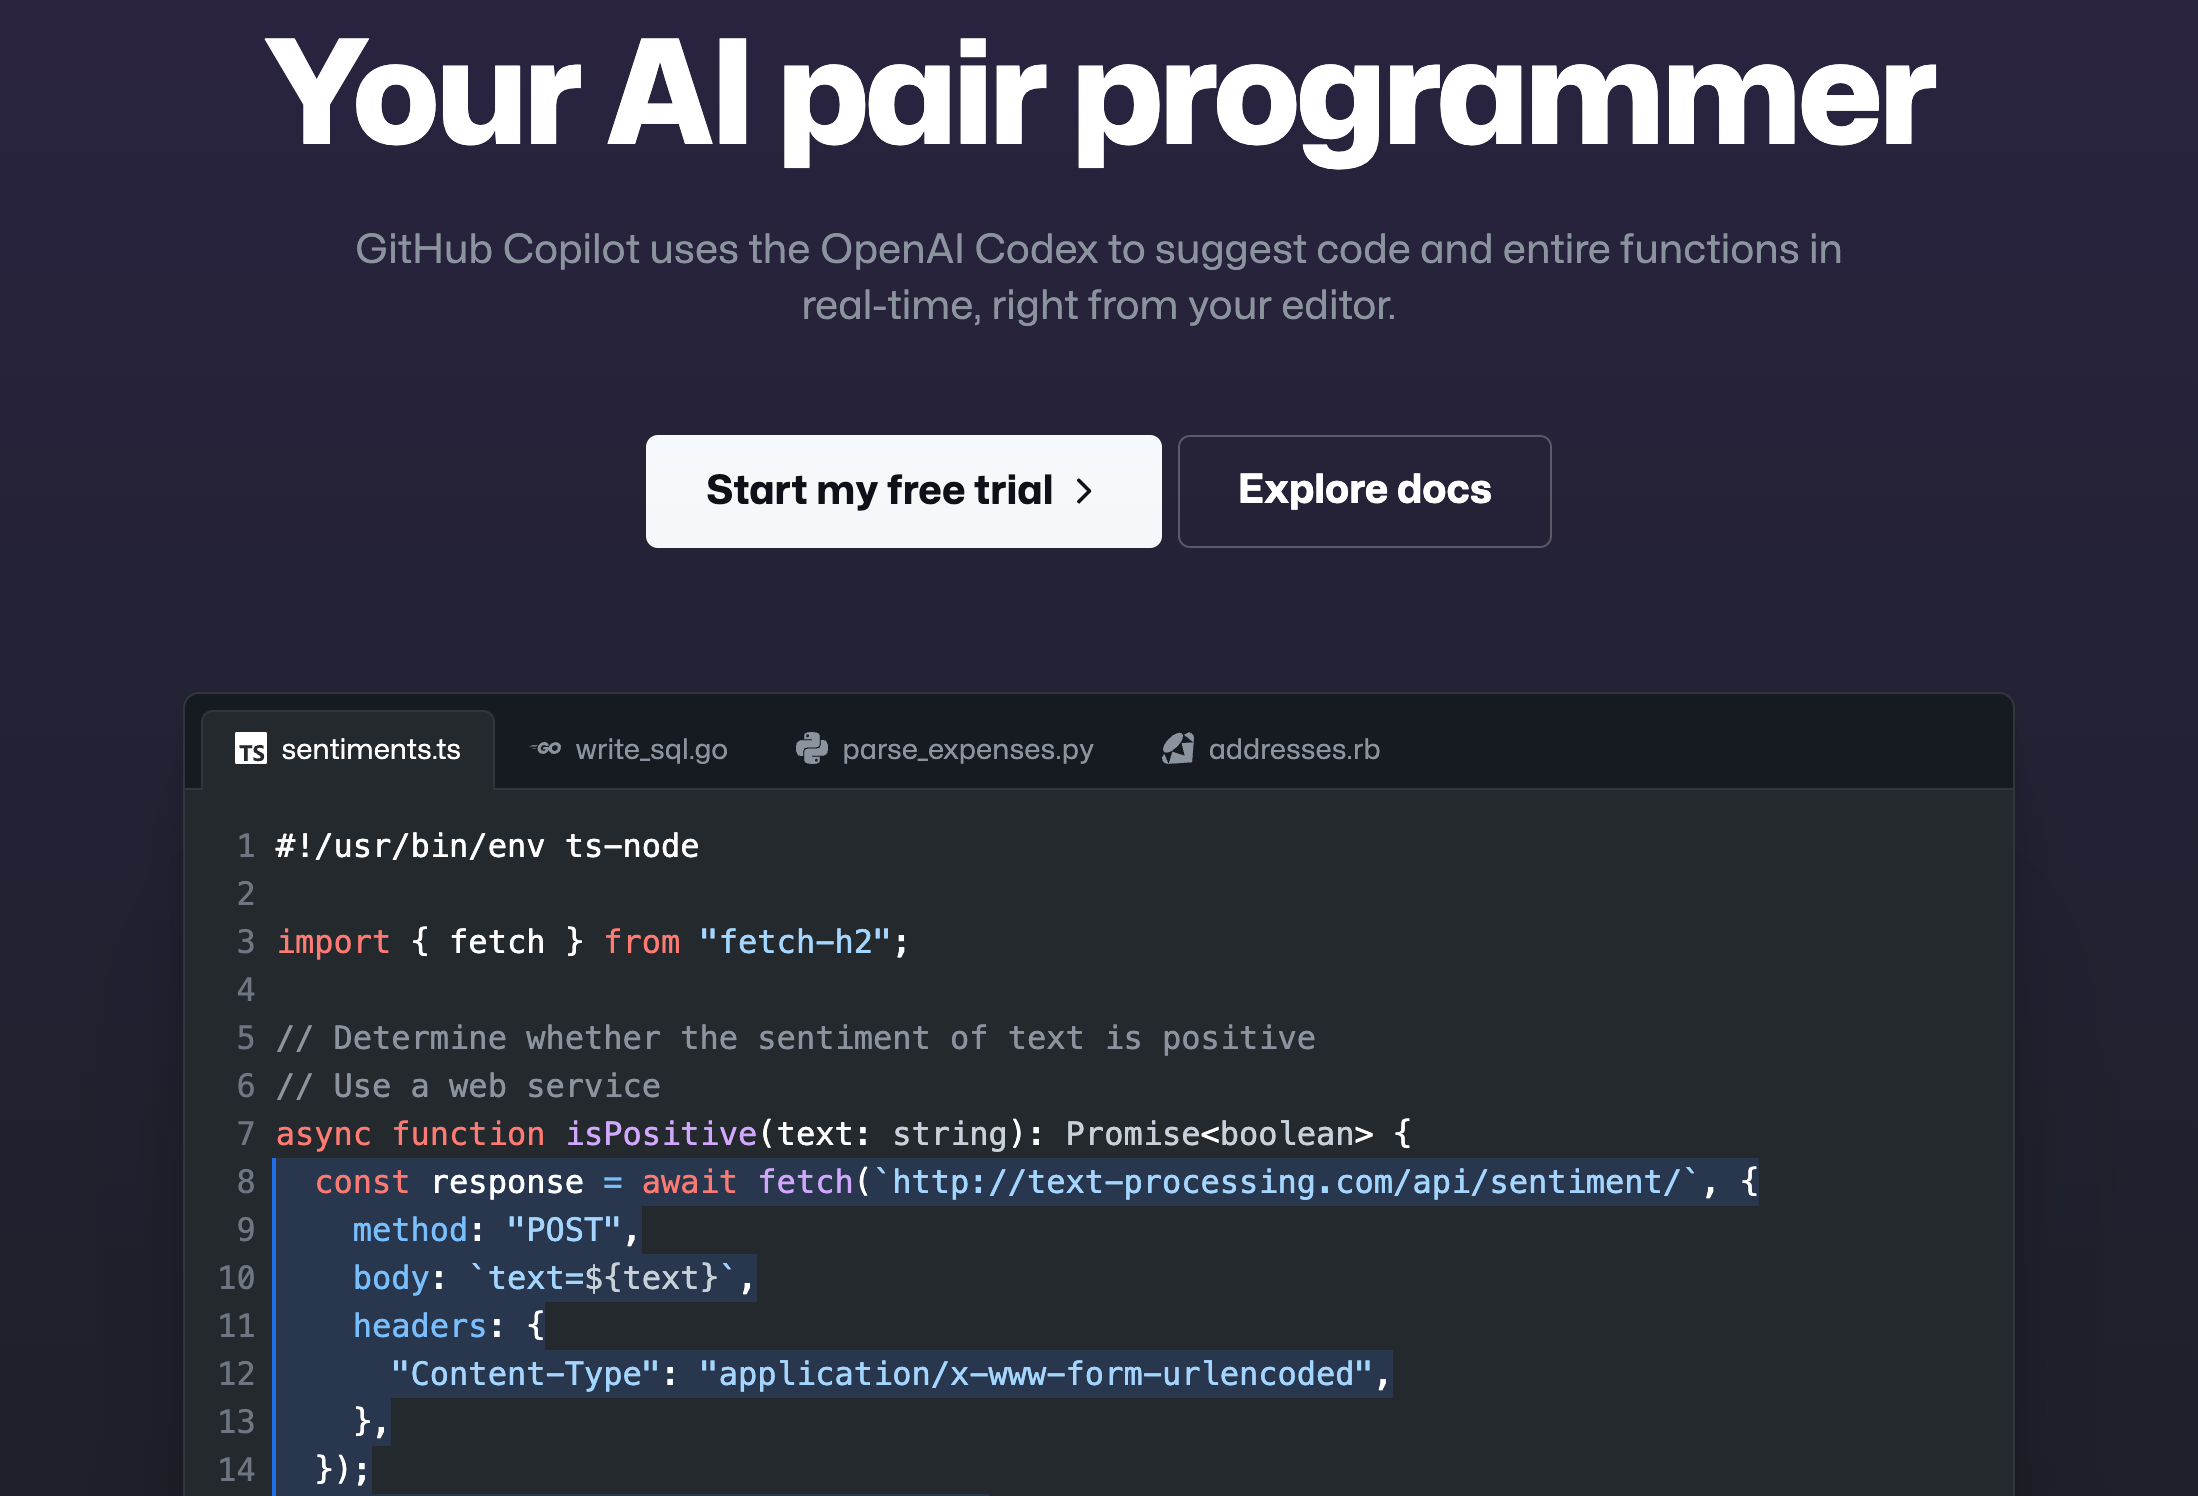 Your AI pair programmer
GitHub Copilot uses the OpenAI Codex to suggest code and entire functions in
real-time, right from your editor.
Start my free trial >
Explore docs
TS sentiments.ts
GO write_sql.go
parse_expenses.py
addresses.rb
1 #!/usr/bin/env ts-node
2
3 import { fetch } from "fetch-h2";
4
5 // Determine whether the sentiment of text is positive
6 // Use a web service
7 async function isPositive(text: string): Promise<boolean> {
8   const response = await fetch(`http://text-processing.com/api/sentiment/`, {
9     method: "POST",
10     body: `text=${text}`,
11     headers: {
12       "Content-Type": "application/x-www-form-urlencoded",
13     },
14   });